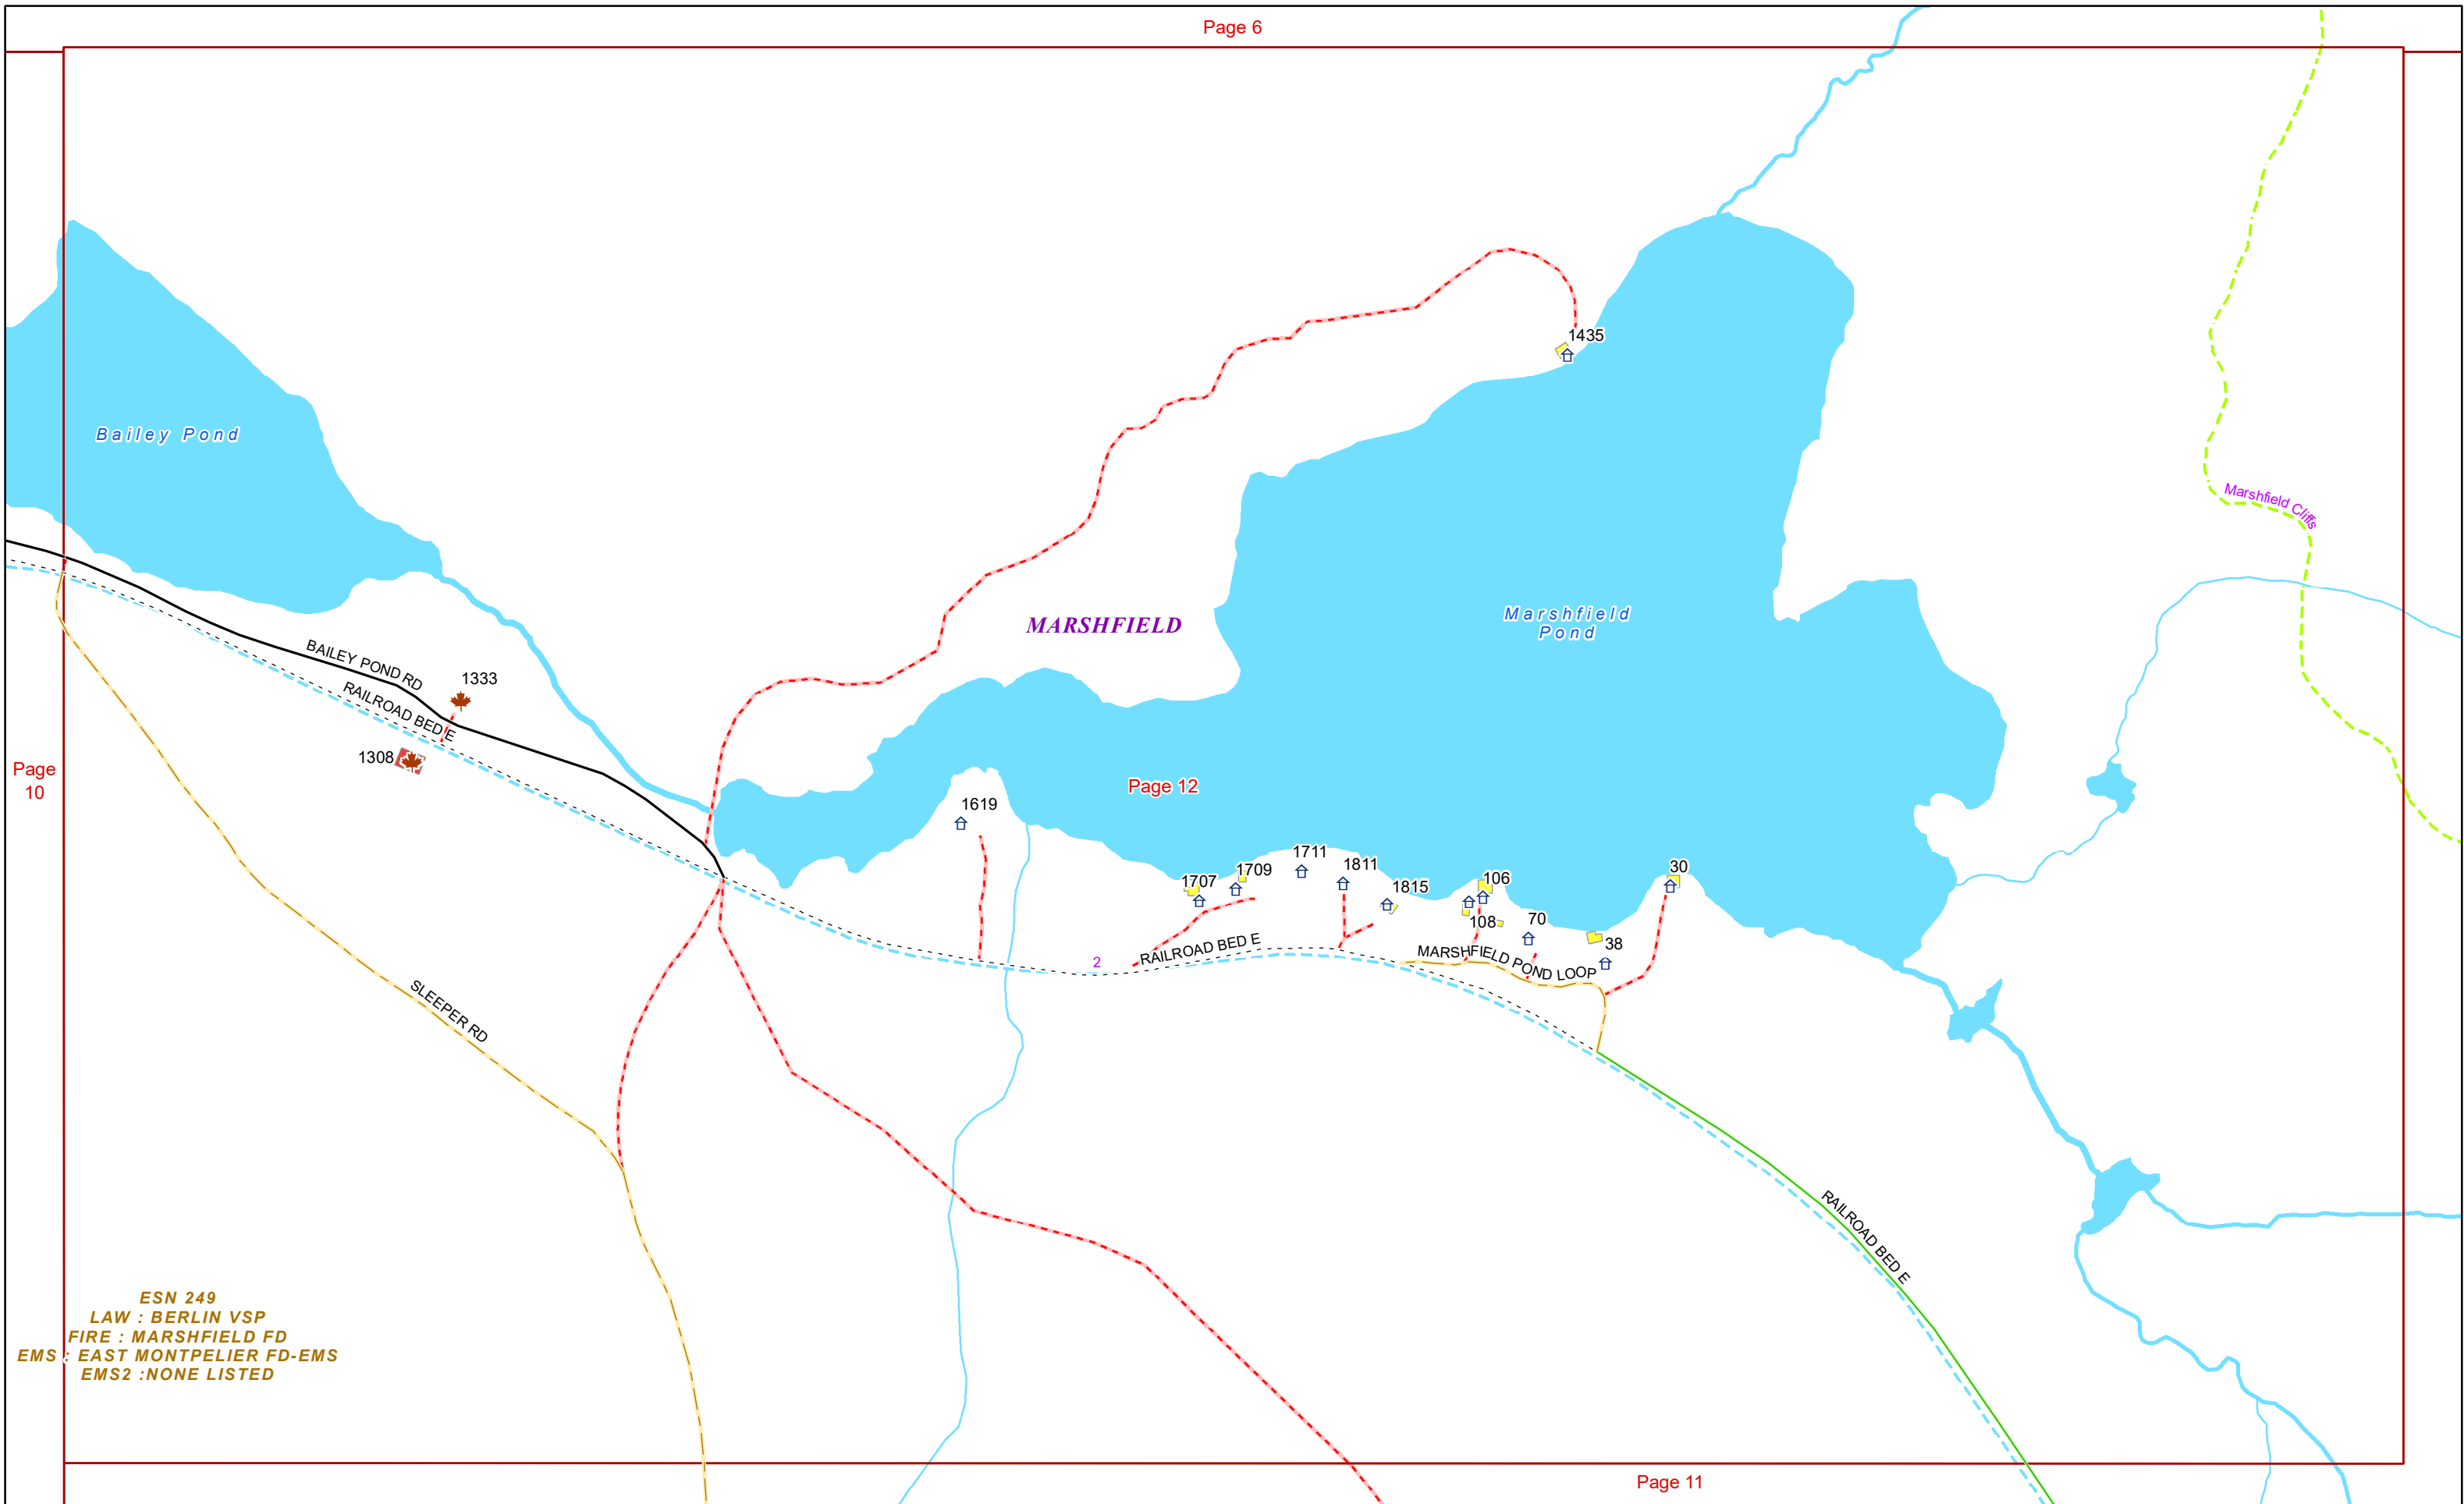 Page 6
1435
Bailey Pond
Marshfield Cliffs
MARSHFIELD
Marshfield
Pond
BAILEY POND RD
1333
RAILROAD BED E
1308
Page
10
Page 12
1619
1711
1811
1709
1707
1815
106
30
108
70
38
RAILROAD BED E
2
MARSHFIELD POND LOOP
SLEEPER RD
RAILROAD BED E
ESN 249
LAW : BERLIN VSP
FIRE : MARSHFIELD FD
EMS : EAST MONTPELIER FD-EMS
EMS2 :NONE LISTED
Page 11